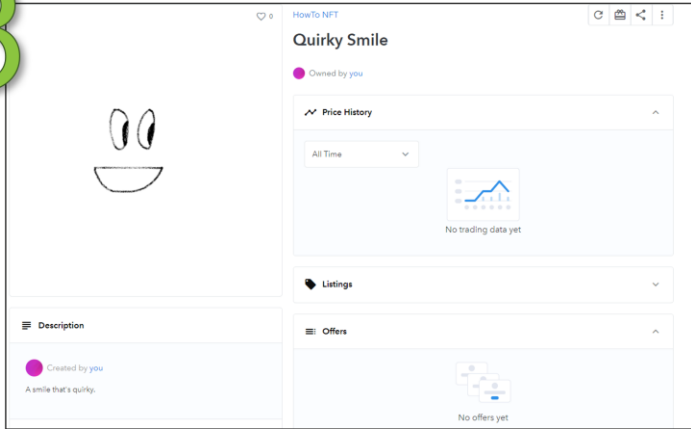 0
HowTo NFT
Quirky Smile
Owned by you
Price History
All Time
No trading data yet
Listings
Description
Offers
Created by you
A smile that's quirky.
No offers yet